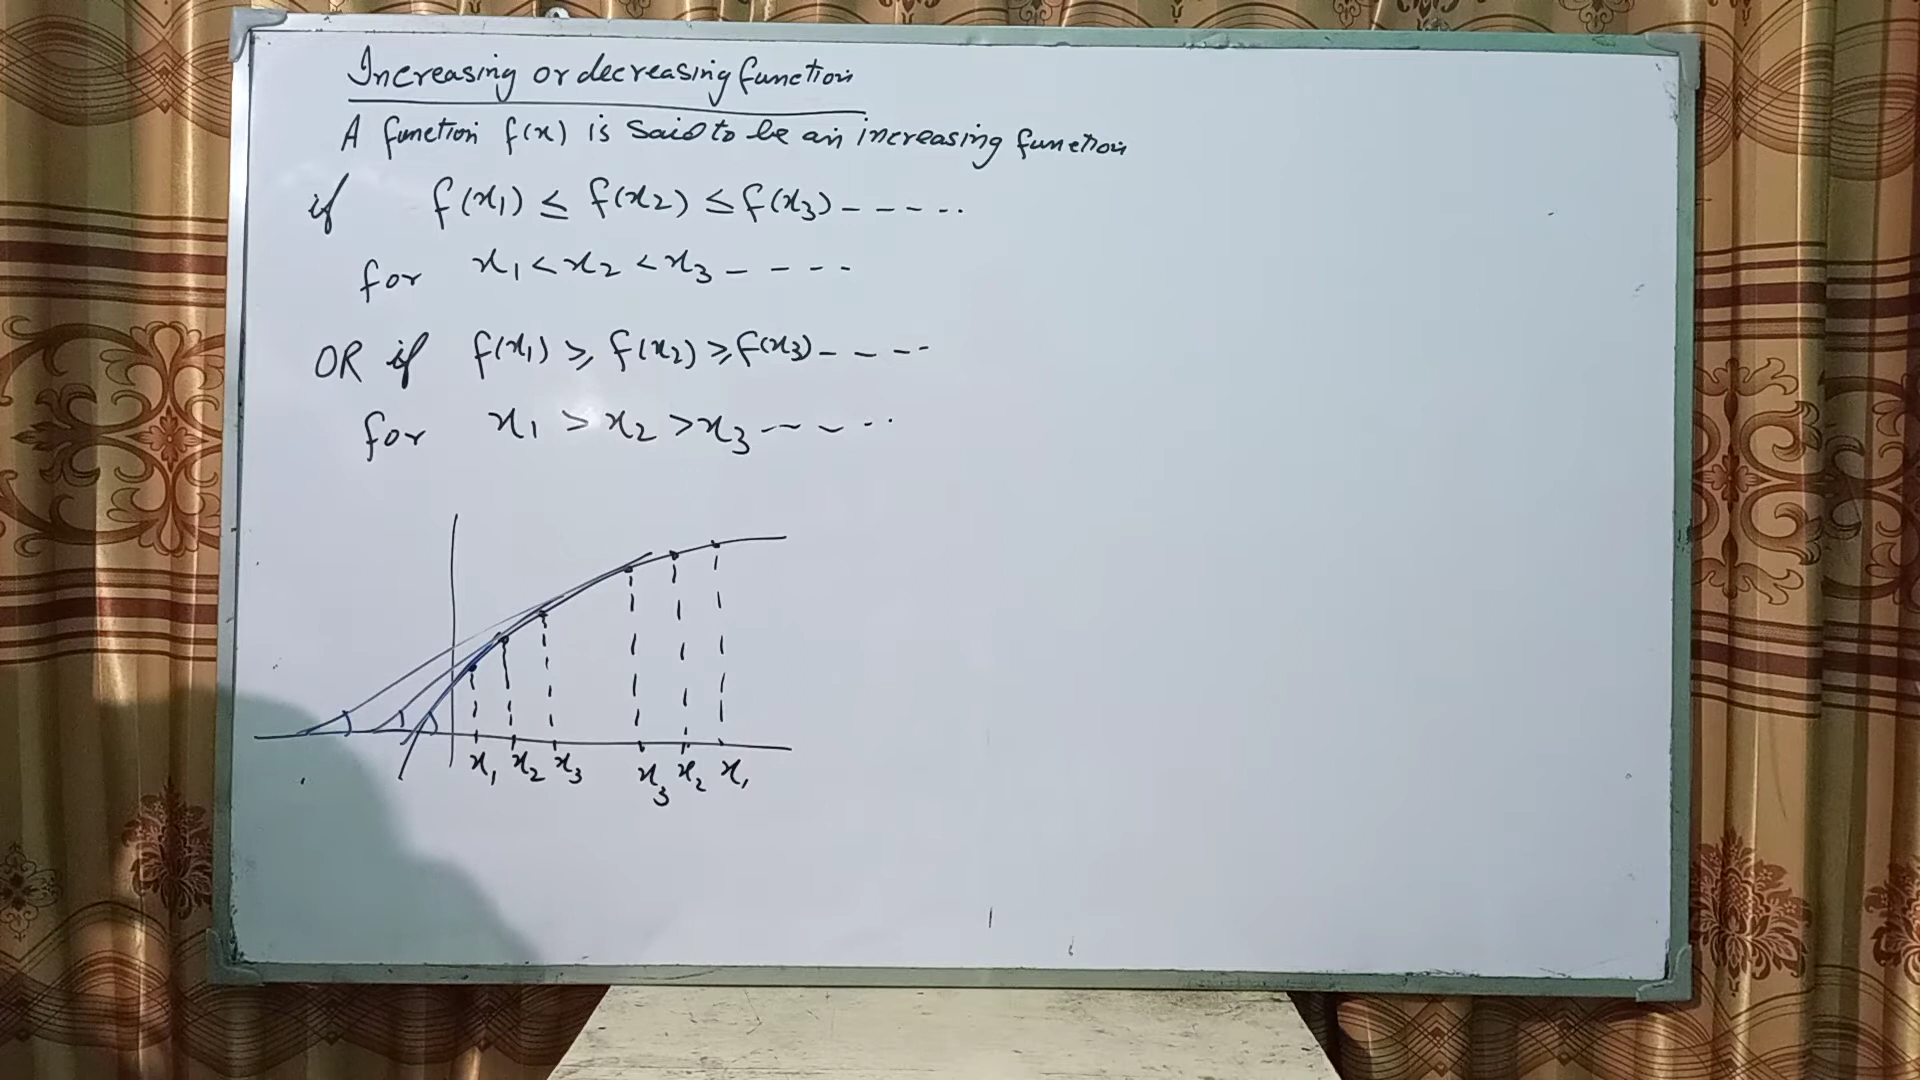 Increasing or decreasing function
A function f(x) is said to be an increasing function
if f(x₁) ≤ f(x₂) ≤ f(x₃) - - - - -
for x₁ < x₂ < x₃ - - - -
OR if f(x₁) ≥ f(x₂) ≥ f(x₃) - - - -
for x₁ > x₂ > x₃ - - - -
x₁ x₂ x₃ x₃ x₂ x₁